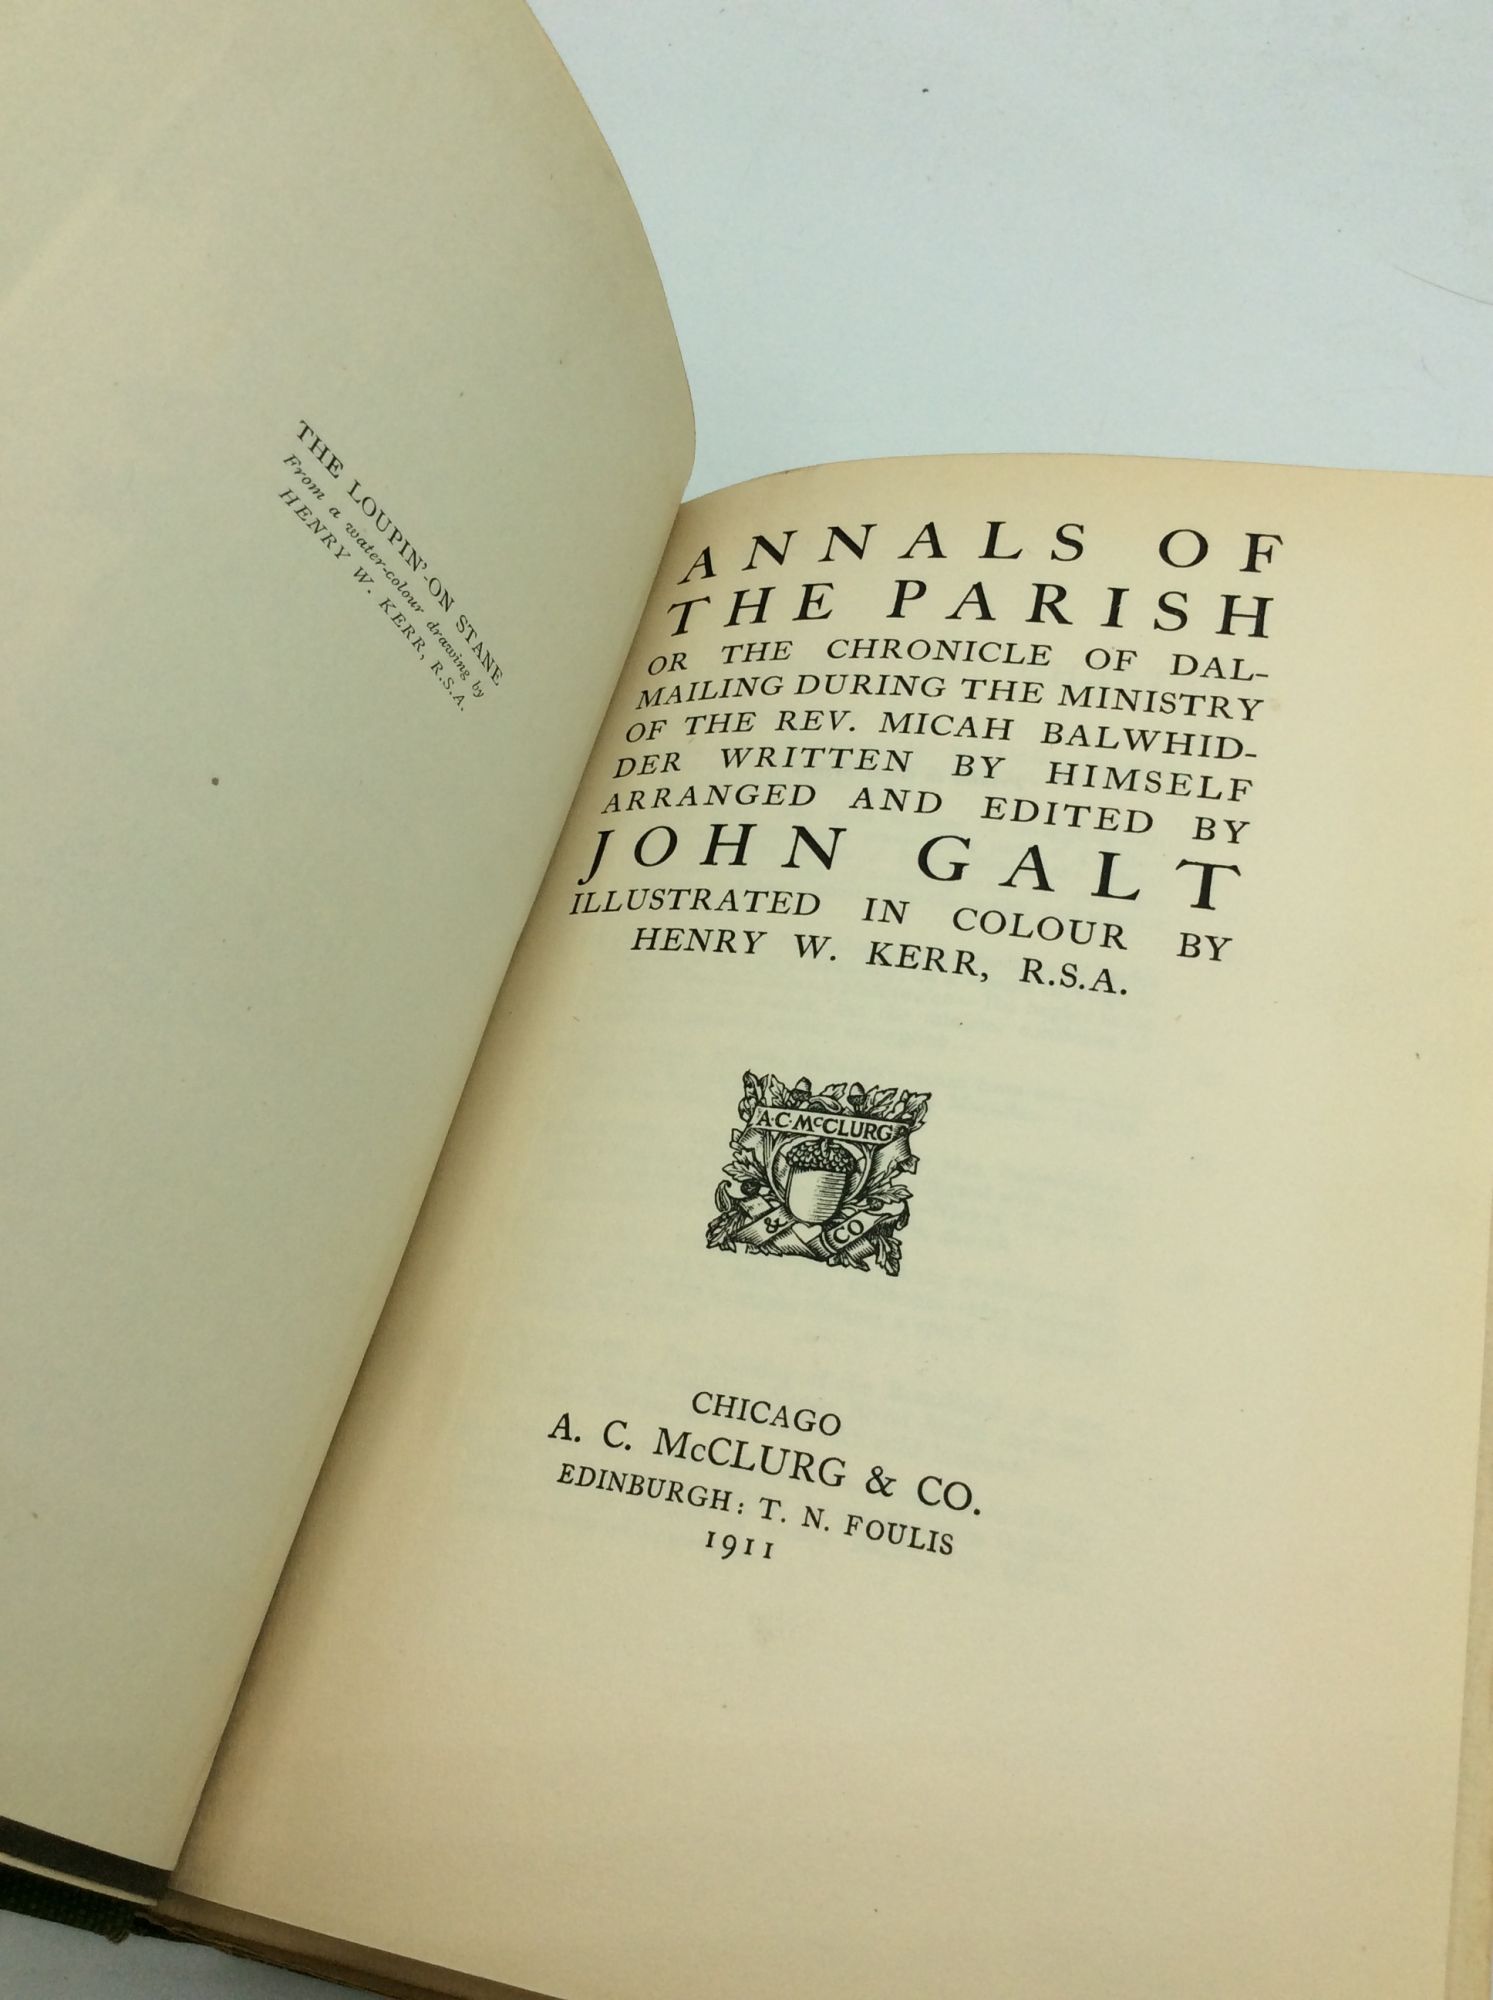 THE LOUPIN'-ON STANE
From a water-colour drawing by
HENRY W. KERR, R.S.A.
ANNALS OF
THE PARISH
OR THE CHRONICLE OF DAL-
MAILING DURING THE MINISTRY
OF THE REV. MICAH BALWHID-
DER WRITTEN BY HIMSELF
ARRANGED AND EDITED BY
JOHN GALT
ILLUSTRATED IN COLOUR BY
HENRY W. KERR, R.S.A.
A·C·McCLURG
& CO
CHICAGO
A. C. McCLURG & CO.
EDINBURGH: T. N. FOULIS
1911